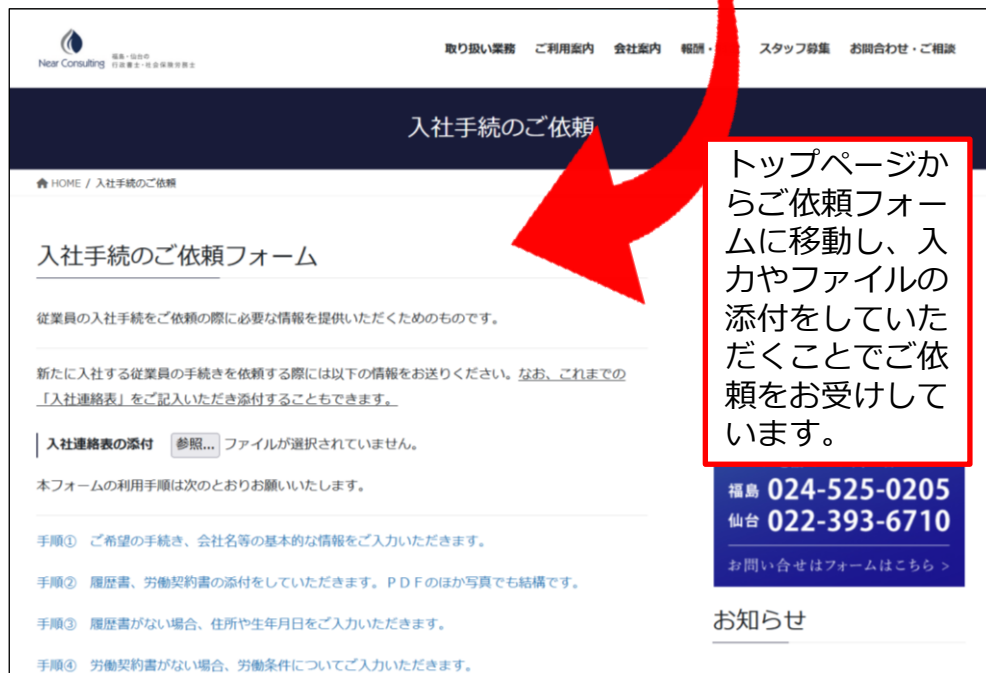 Near Consulting
福島・仙台の
行政書士・社会保険労務士
取り扱い業務 ご利用案内 会社案内 報酬・ スタッフ募集 お問合わせ・ご相談
入社手続のご依頼
HOME / 入社手続のご依頼
トップページか
らご依頼フォー
ムに移動し、入
力やファイルの
添付をしていた
だくことでご依
頼をお受けして
います。
入社手続のご依頼フォーム
従業員の入社手続をご依頼の際に必要な情報を提供いただくためのものです。
新たに入社する従業員の手続きを依頼する際には以下の情報をお送りください。なお、これまでの
「入社連絡表」をご記入いただき添付することもできます。
入社連絡表の添付 参照... ファイルが選択されていません。
本フォームの利用手順は次のとおりお願いいたします。
手順① ご希望の手続き、会社名等の基本的な情報をご入力いただきます。
手順② 履歴書、労働契約書の添付をしていただきます。ＰＤＦのほか写真でも結構です。
手順③ 履歴書がない場合、住所や生年月日をご入力いただきます。
手順④ 労働契約書がない場合、労働条件についてご入力いただきます。
福島 024-525-0205
仙台 022-393-6710
お問い合せはフォームはこちら >
お知らせ